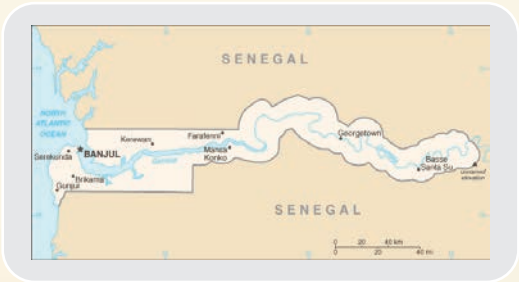 SENEGAL
NORTH
ATLANTIC
OCEAN
Farafenni
Kerewan
Georgetown
Serekunda
BANJUL
Mansa
Konko
Basse
Santa Su
Brikama
Gunjur
unnamed
elevation
SENEGAL
0 20 40 km
0 20 40 mi